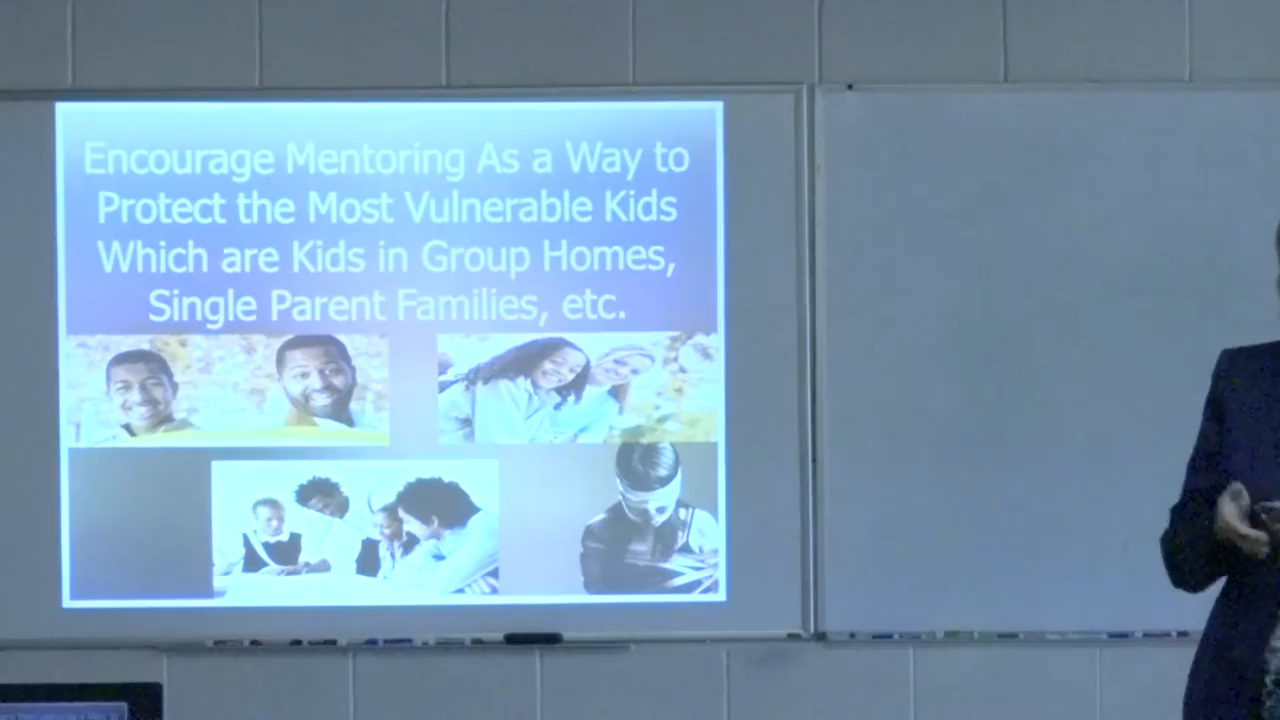 Encourage Mentoring As a Way to
Protect the Most Vulnerable Kids
Which are Kids in Group Homes,
Single Parent Families, etc.